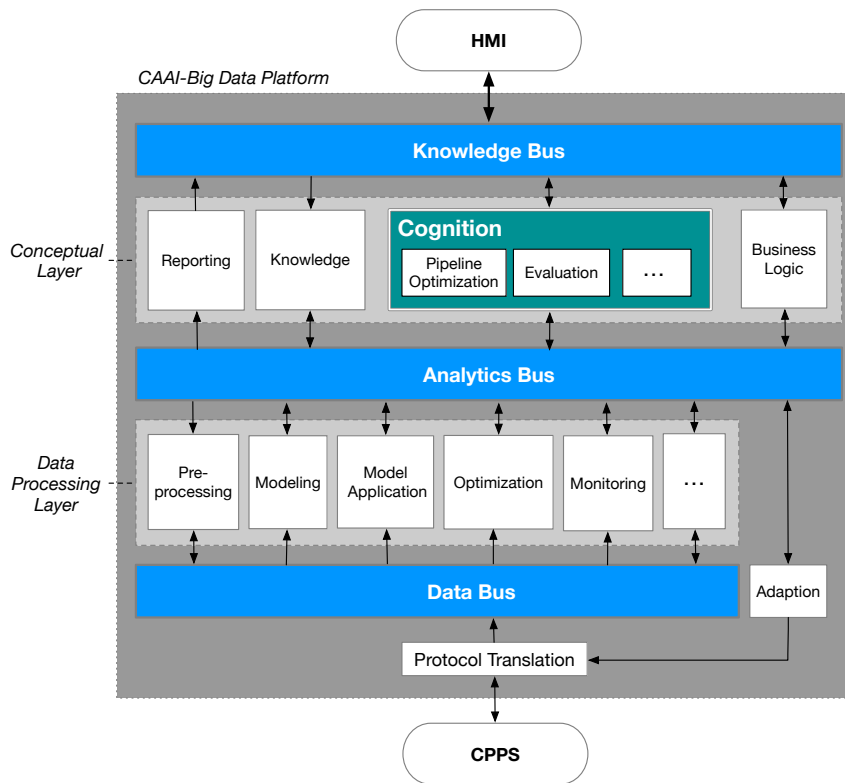 HMI
CAAI-Big Data Platform
Knowledge Bus
Conceptual
Layer
Reporting
Knowledge
Cognition
Pipeline
Optimization
Evaluation
...
Business
Logic
Analytics Bus
Data
Processing
Layer
Pre-
processing
Modeling
Model
Application
Optimization
Monitoring
...
Data Bus
Adaption
Protocol Translation
CPPS